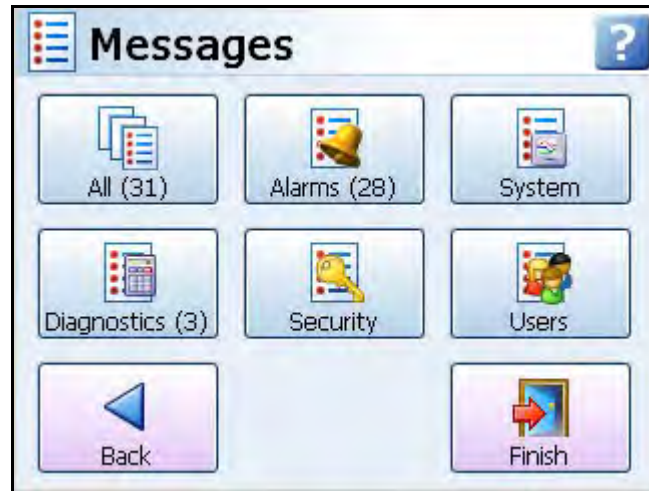 Messages
?
All (31)
Alarms (28)
System
Diagnostics (3)
Security
Users
Back
Finish